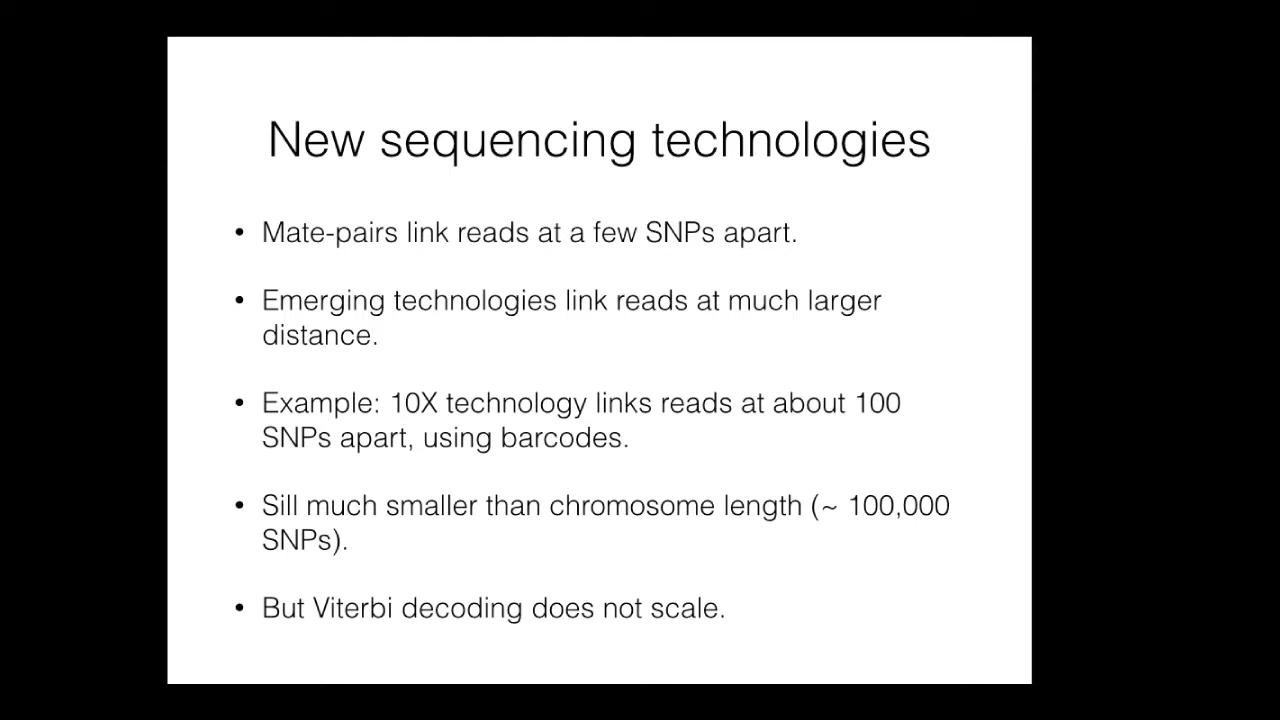 New sequencing technologies
• Mate-pairs link reads at a few SNPs apart.
• Emerging technologies link reads at much larger
distance.
• Example: 10X technology links reads at about 100
SNPs apart, using barcodes.
• Sill much smaller than chromosome length (~ 100,000
SNPs).
• But Viterbi decoding does not scale.